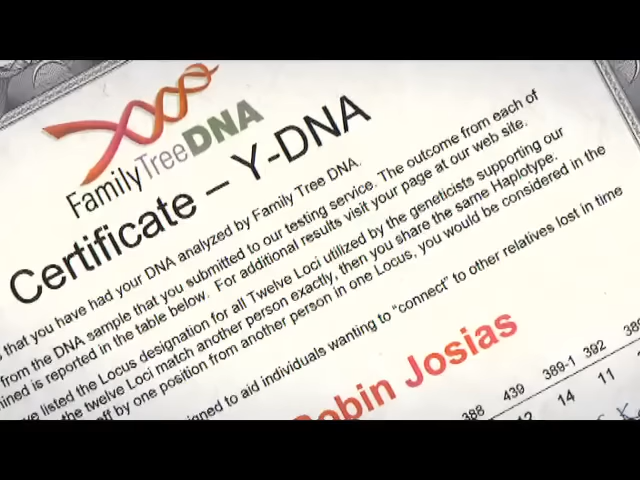 FamilyTreeDNA
Certificate – Y-DNA
that you have had your DNA analyzed by Family Tree DNA.
from the DNA sample that you submitted to our testing service. The outcome from each of
mined is reported in the table below. For additional results visit your page at our web site.
ve listed the Locus designation for all Twelve Loci utilized by the geneticists supporting our
the twelve Loci match another person exactly, then you share the same Haplotype.
ff by one position from another person in one Locus, you would be considered in the
gned to aid individuals wanting to “connect” to other relatives lost in time
Robin Josias
388 439 389-1 392
12 14 11